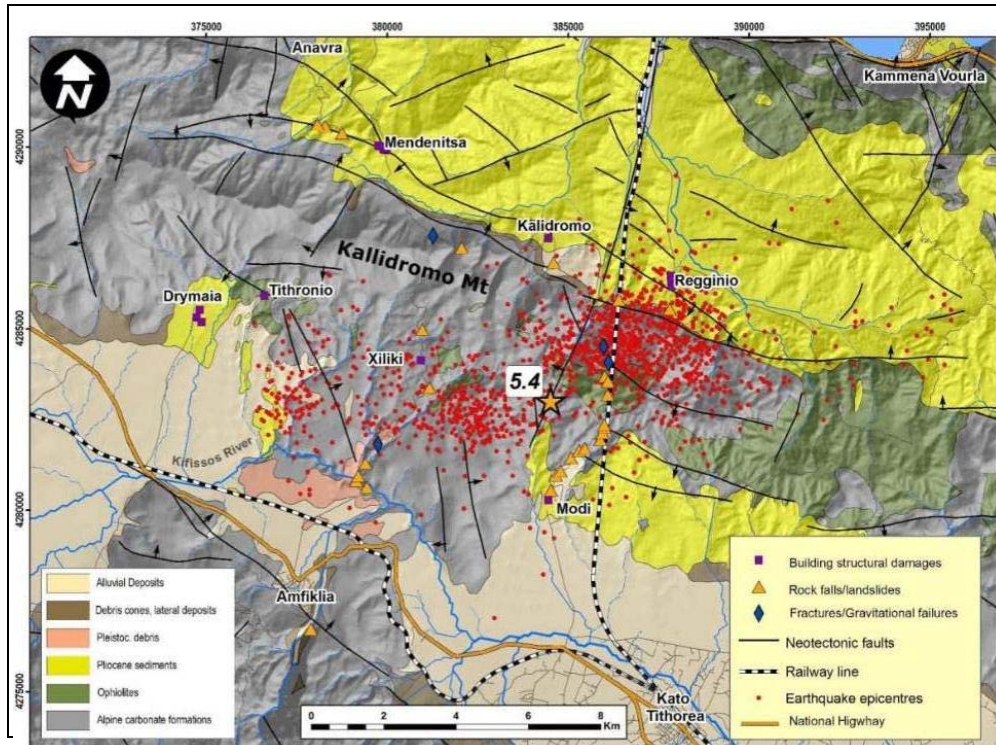 375000 380000 385000 390000 395000
Anavra
Kammena Vourla
N
4290000
Mendenitsa
Kalidromo
Kallidromo Mt
Regginio
Tithronio
Drymaia
4285000
Xiliki
5.4
Kifissos River
4280000
Modi
Amfiklia
4275000
Kato
Tithorea
Alluvial Deposits
Debris cones, lateral deposits
Pleistoc. debris
Pliocene sediments
Ophiolites
Alpine carbonate formations
0 2 4 6 8
Km
Building structural damages
Rock falls/landslides
Fractures/Gravitational failures
Neotectonic faults
Railway line
Earthquake epicentres
National Higwhay